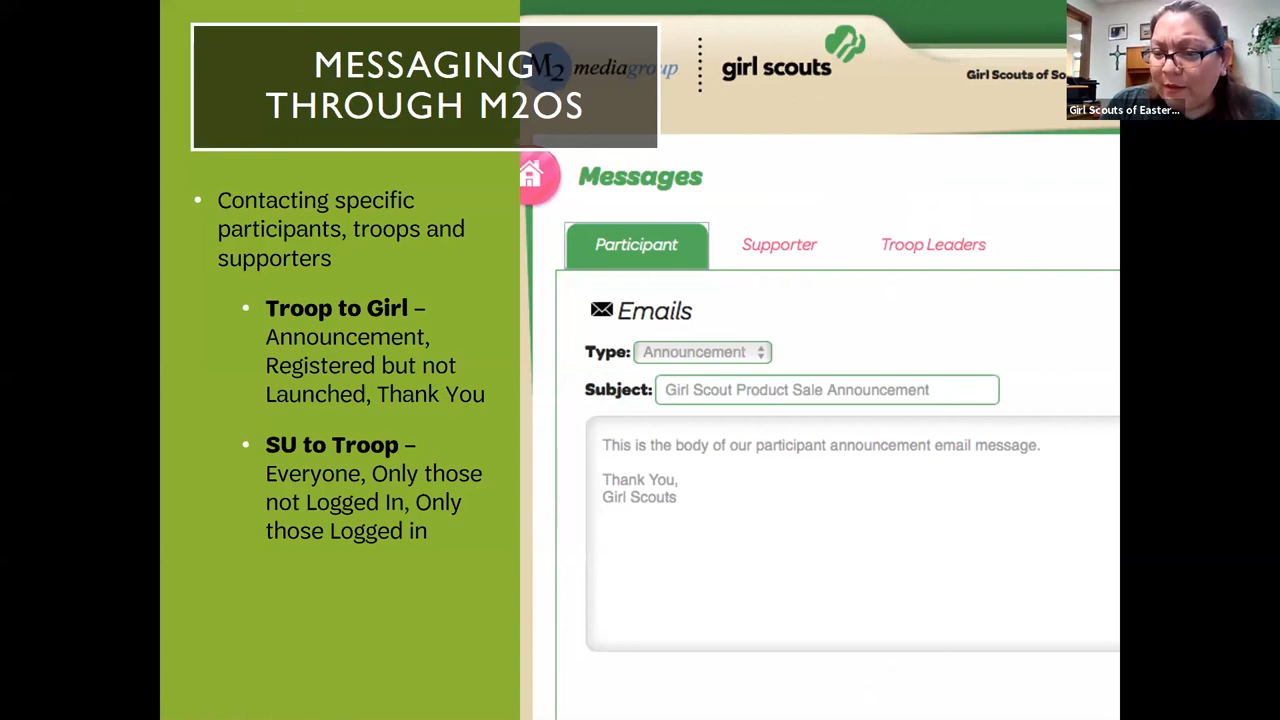 MESSAGING
THROUGH M2OS
• Contacting specific
participants, troops and
supporters
• Troop to Girl –
Announcement,
Registered but not
Launched, Thank You
• SU to Troop –
Everyone, Only those
not Logged In, Only
those Logged in
M2 mediagroup
girl scouts
Girl Scouts of So
Girl Scouts of Easter...
Messages
Participant
Supporter
Troop Leaders
Emails
Type: Announcement
Subject: Girl Scout Product Sale Announcement
This is the body of our participant announcement email message.
Thank You,
Girl Scouts